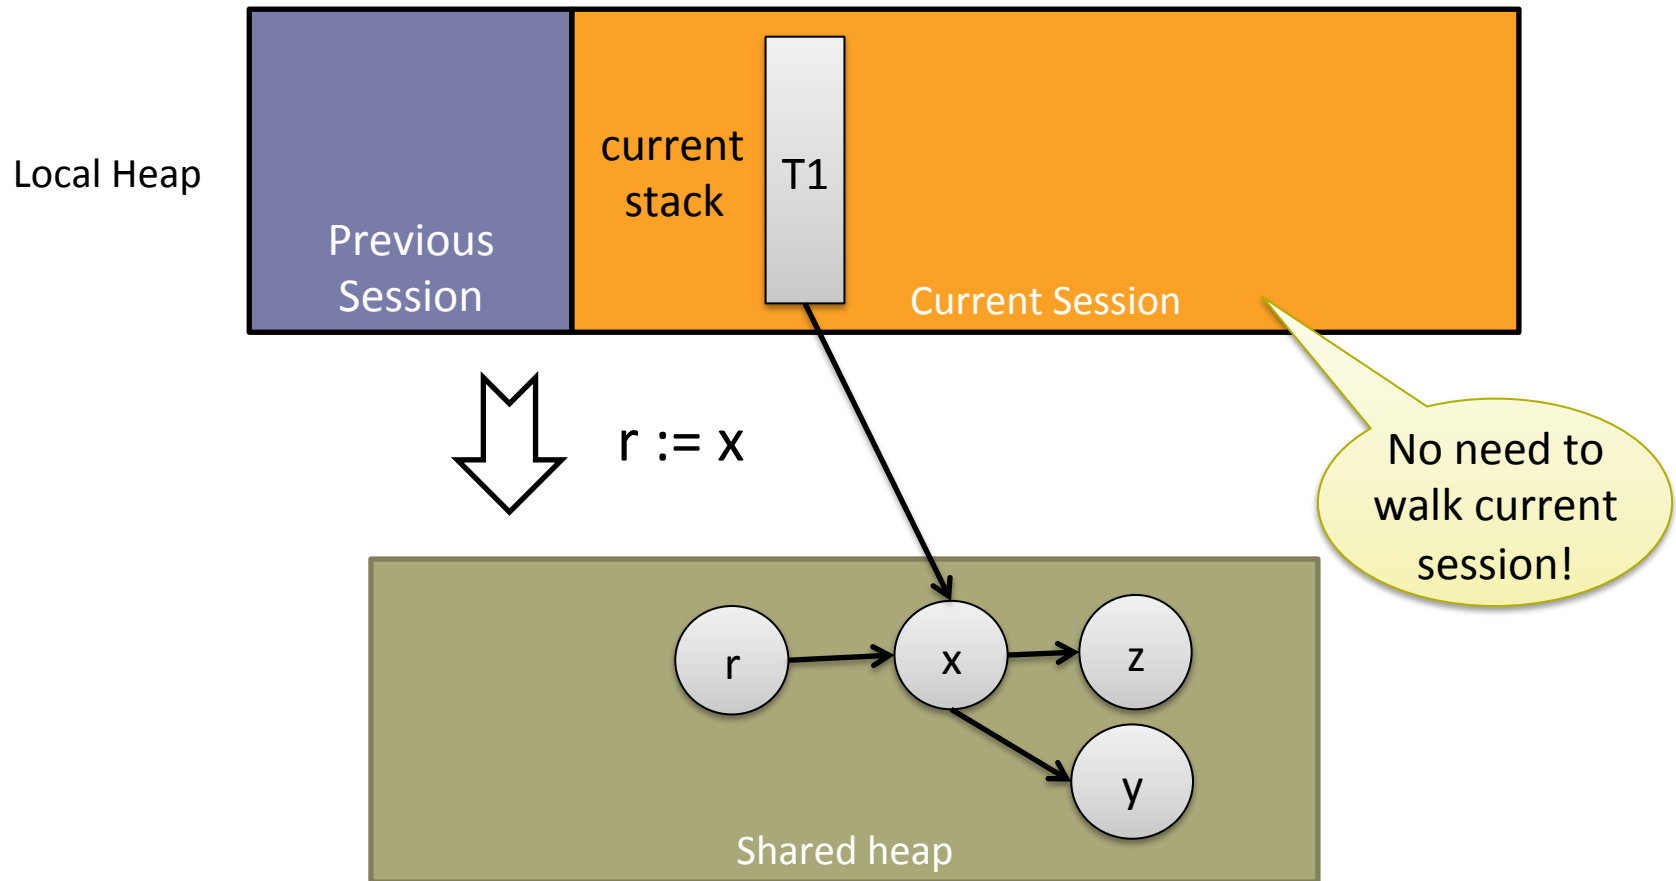 Local Heap
Previous
Session
current
stack
T1
Current Session
r := x
No need to
walk current
session!
r
x
z
y
Shared heap